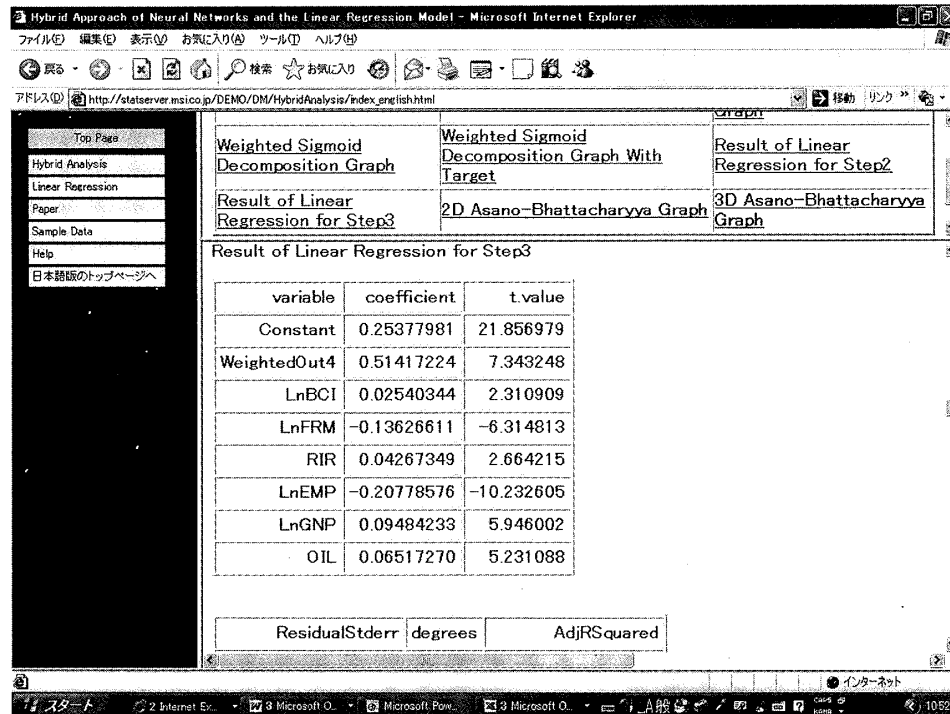 Hybrid Approach of Neural Networks and the Linear Regression Model - Microsoft Internet Explorer
ファイル(F) 編集(E) 表示(V) お気に入り(A) ツール(T) ヘルプ(H)
戻る 検索 お気に入り
アドレス(D) http://statserver.msi.co.jp/DEMO/DM/HybridAnalysis/index_english.html 移動 リンク »
Top Page
Hybrid Analysis
Linear Regression
Paper
Sample Data
Help
日本語版のトップページへ
Graph
Weighted Sigmoid Decomposition Graph
Weighted Sigmoid Decomposition Graph With Target
Result of Linear Regression for Step2
Result of Linear Regression for Step3
2D Asano-Bhattacharyya Graph
3D Asano-Bhattacharyya Graph
Result of Linear Regression for Step3
variable coefficient t.value
Constant 0.25377981 21.856979
WeightedOut4 0.51417224 7.343248
LnBCI 0.02540344 2.310909
LnFRM -0.13626611 -6.314813
RIR 0.04267349 2.664215
LnEMP -0.20778576 -10.232605
LnGNP 0.09484233 5.946002
OIL 0.06517270 5.231088
ResidualStderr degrees AdjRSquared
インターネット
スタート 2 Internet Ex... 3 Microsoft O... Microsoft Pow... 3 Microsoft O... A般